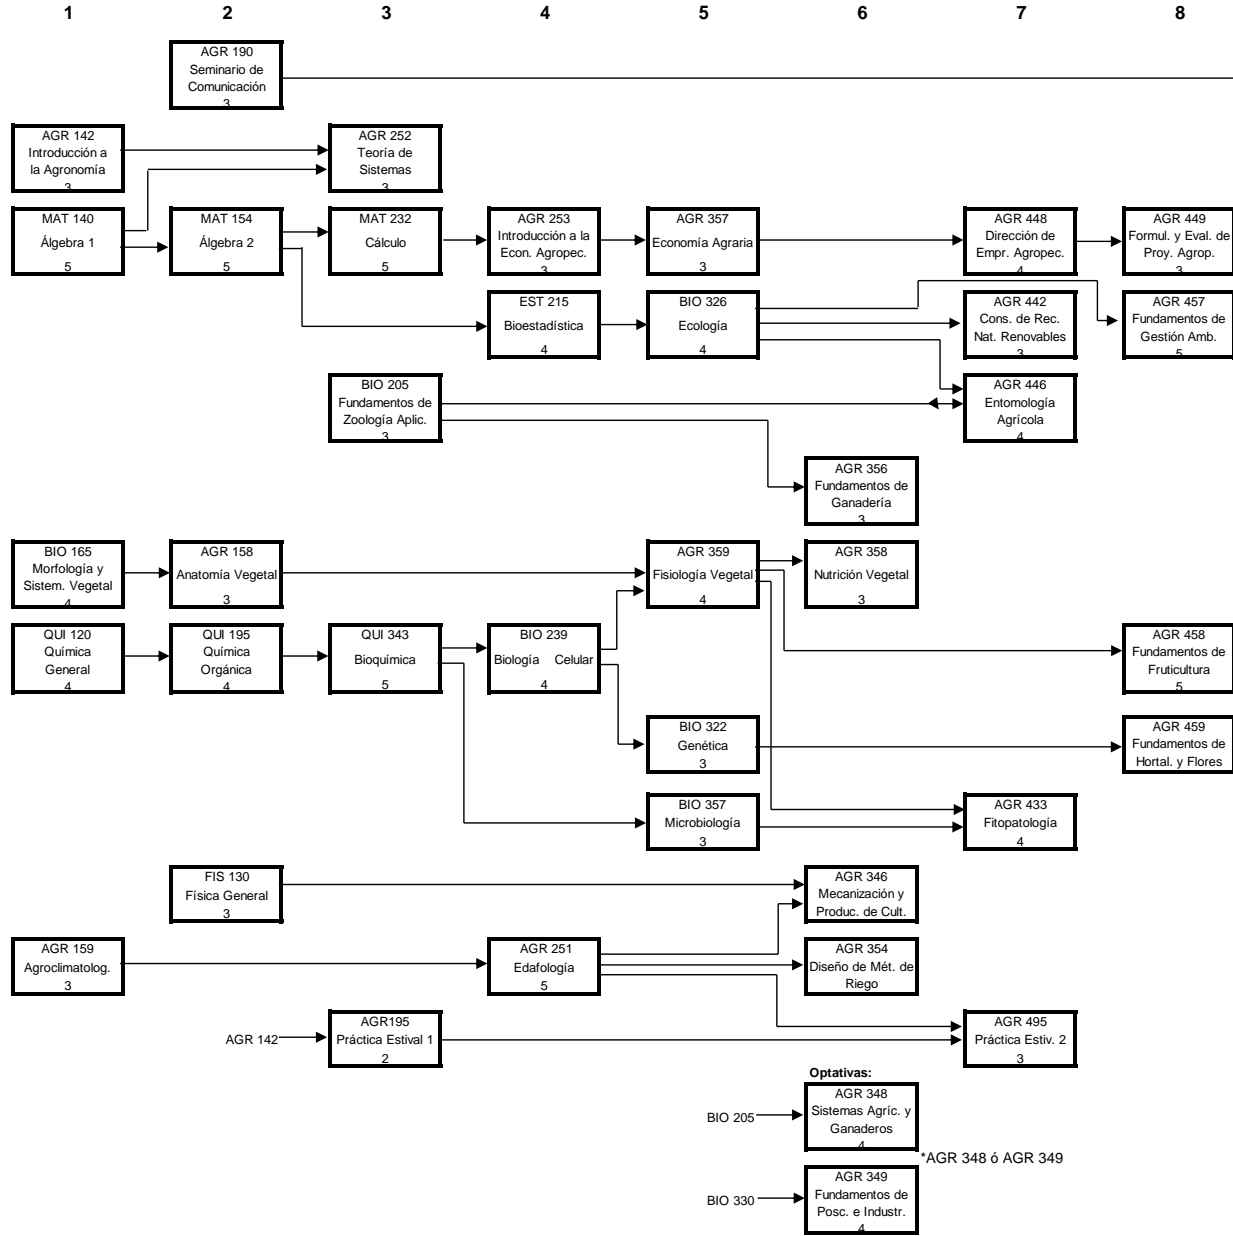 1 2 3 4 5 6 7 8
AGR 190
Seminario de
Comunicación
3
AGR 142
Introducción a
la Agronomía
3
AGR 252
Teoría de
Sistemas
3
MAT 140
Álgebra 1
5
MAT 154
Álgebra 2
5
MAT 232
Cálculo
5
AGR 253
Introducción a la
Econ. Agropec.
3
AGR 357
Economía Agraria
3
AGR 448
Dirección de
Empr. Agropec.
4
AGR 449
Formul. y Eval. de
Proy. Agrop.
3
EST 215
Bioestadística
4
BIO 326
Ecología
4
AGR 442
Cons. de Rec.
Nat. Renovables
3
AGR 457
Fundamentos de
Gestión Amb.
5
BIO 205
Fundamentos de
Zoología Aplic.
3
AGR 446
Entomología
Agrícola
4
AGR 356
Fundamentos de
Ganadería
3
BIO 165
Morfología y
Sistem. Vegetal
4
AGR 158
Anatomía Vegetal
3
AGR 359
Fisiología Vegetal
4
AGR 358
Nutrición Vegetal
3
QUI 120
Química
General
4
QUI 195
Química
Orgánica
4
QUI 343
Bioquímica
5
BIO 239
Biología Celular
4
AGR 458
Fundamentos de
Fruticultura
5
BIO 322
Genética
3
AGR 459
Fundamentos de
Hortal. y Flores
BIO 357
Microbiología
3
AGR 433
Fitopatología
4
FIS 130
Física General
3
AGR 346
Mecanización y
Produc. de Cult.
AGR 159
Agroclimatolog.
3
AGR 251
Edafología
5
AGR 354
Diseño de Mét. de
Riego
AGR 142
AGR195
Práctica Estival 1
2
AGR 495
Práctica Estiv. 2
3
Optativas:
BIO 205
AGR 348
Sistemas Agríc. y
Ganaderos
4
*AGR 348 ó AGR 349
BIO 330
AGR 349
Fundamentos de
Posc. e Industr.
4